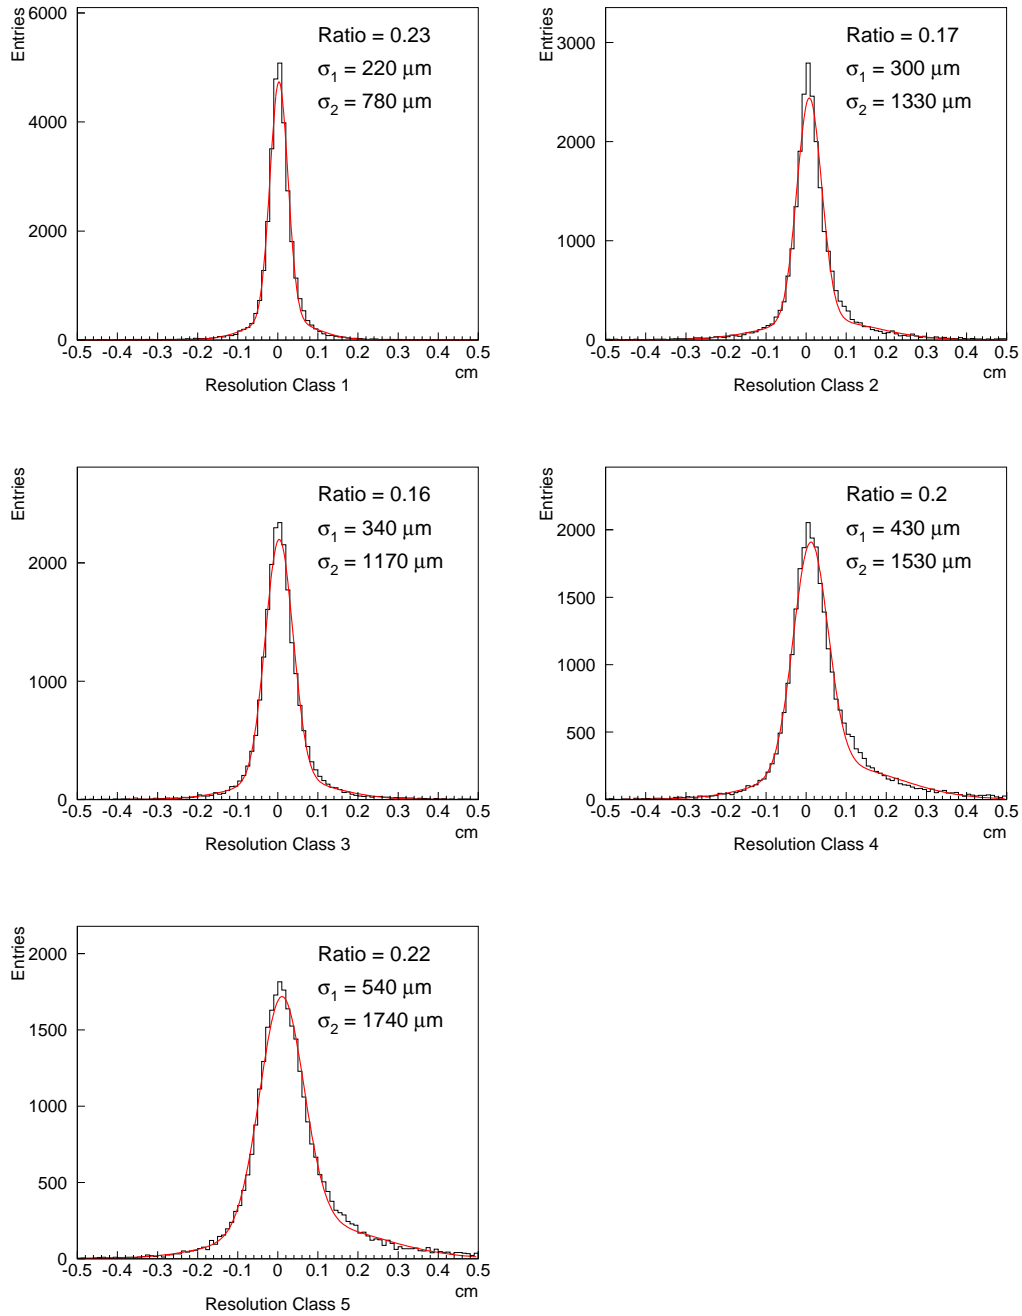 Entries
6000
4000
2000
0
Ratio = 0.23
σ1 = 220 μm
σ2 = 780 μm
-0.5 -0.4 -0.3 -0.2 -0.1 0 0.1 0.2 0.3 0.4 0.5
cm
Resolution Class 1
Entries
3000
2000
1000
0
Ratio = 0.17
σ1 = 300 μm
σ2 = 1330 μm
-0.5 -0.4 -0.3 -0.2 -0.1 0 0.1 0.2 0.3 0.4 0.5
cm
Resolution Class 2
Entries
2000
1000
0
Ratio = 0.16
σ1 = 340 μm
σ2 = 1170 μm
-0.5 -0.4 -0.3 -0.2 -0.1 0 0.1 0.2 0.3 0.4 0.5
cm
Resolution Class 3
Entries
2000
1500
1000
500
0
Ratio = 0.2
σ1 = 430 μm
σ2 = 1530 μm
-0.5 -0.4 -0.3 -0.2 -0.1 0 0.1 0.2 0.3 0.4 0.5
cm
Resolution Class 4
Entries
2000
1500
1000
500
0
Ratio = 0.22
σ1 = 540 μm
σ2 = 1740 μm
-0.5 -0.4 -0.3 -0.2 -0.1 0 0.1 0.2 0.3 0.4 0.5
cm
Resolution Class 5